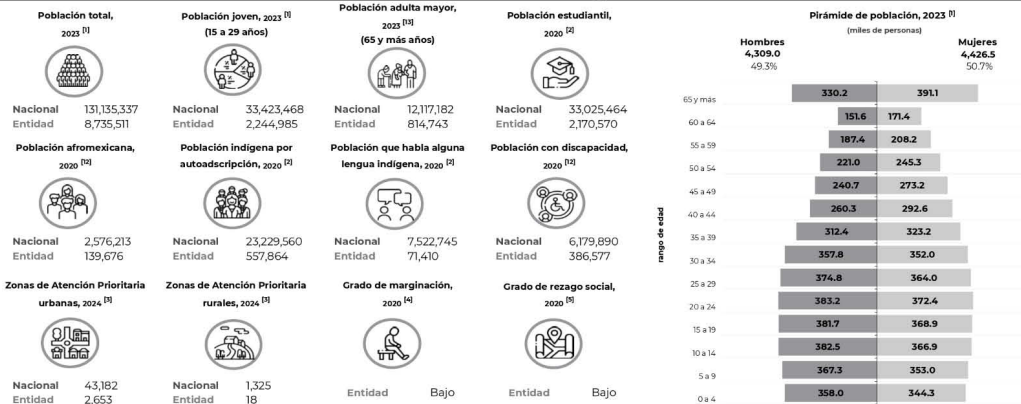 Población total,
2023 [1]
Nacional 131,135,337
Entidad 8,735,511
Población joven, 2023 [1]
(15 a 29 años)
Nacional 33,423,468
Entidad 2,244,985
Población adulta mayor,
2023 [13]
(65 y más años)
Nacional 12,117,182
Entidad 814,743
Población estudiantil,
2020 [2]
Nacional 33,025,464
Entidad 2,170,570
Población afromexicana,
2020 [12]
Nacional 2,576,213
Entidad 139,676
Población indígena por
autoadscripción, 2020 [2]
Nacional 23,229,560
Entidad 557,864
Población que habla alguna
lengua indígena, 2020 [2]
Nacional 7,522,745
Entidad 71,410
Población con discapacidad,
2020 [12]
Nacional 6,179,890
Entidad 386,577
Zonas de Atención Prioritaria
urbanas, 2024 [3]
Nacional 43,182
Entidad 2,653
Zonas de Atención Prioritaria
rurales, 2024 [3]
Nacional 1,325
Entidad 18
Grado de marginación,
2020 [4]
Entidad Bajo
Grado de rezago social,
2020 [5]
Entidad Bajo
Pirámide de población, 2023 [1]
(miles de personas)
Hombres
4,309.0
49.3%
Mujeres
4,426.5
50.7%
rango de edad
65 y más 330.2 391.1
60 a 64 151.6 171.4
55 a 59 187.4 208.2
50 a 54 221.0 245.3
45 a 49 240.7 273.2
40 a 44 260.3 292.6
35 a 39 312.4 323.2
30 a 34 357.8 352.0
25 a 29 374.8 364.0
20 a 24 383.2 372.4
15 a 19 381.7 368.9
10 a 14 382.5 366.9
5 a 9 367.3 353.0
0 a 4 358.0 344.3